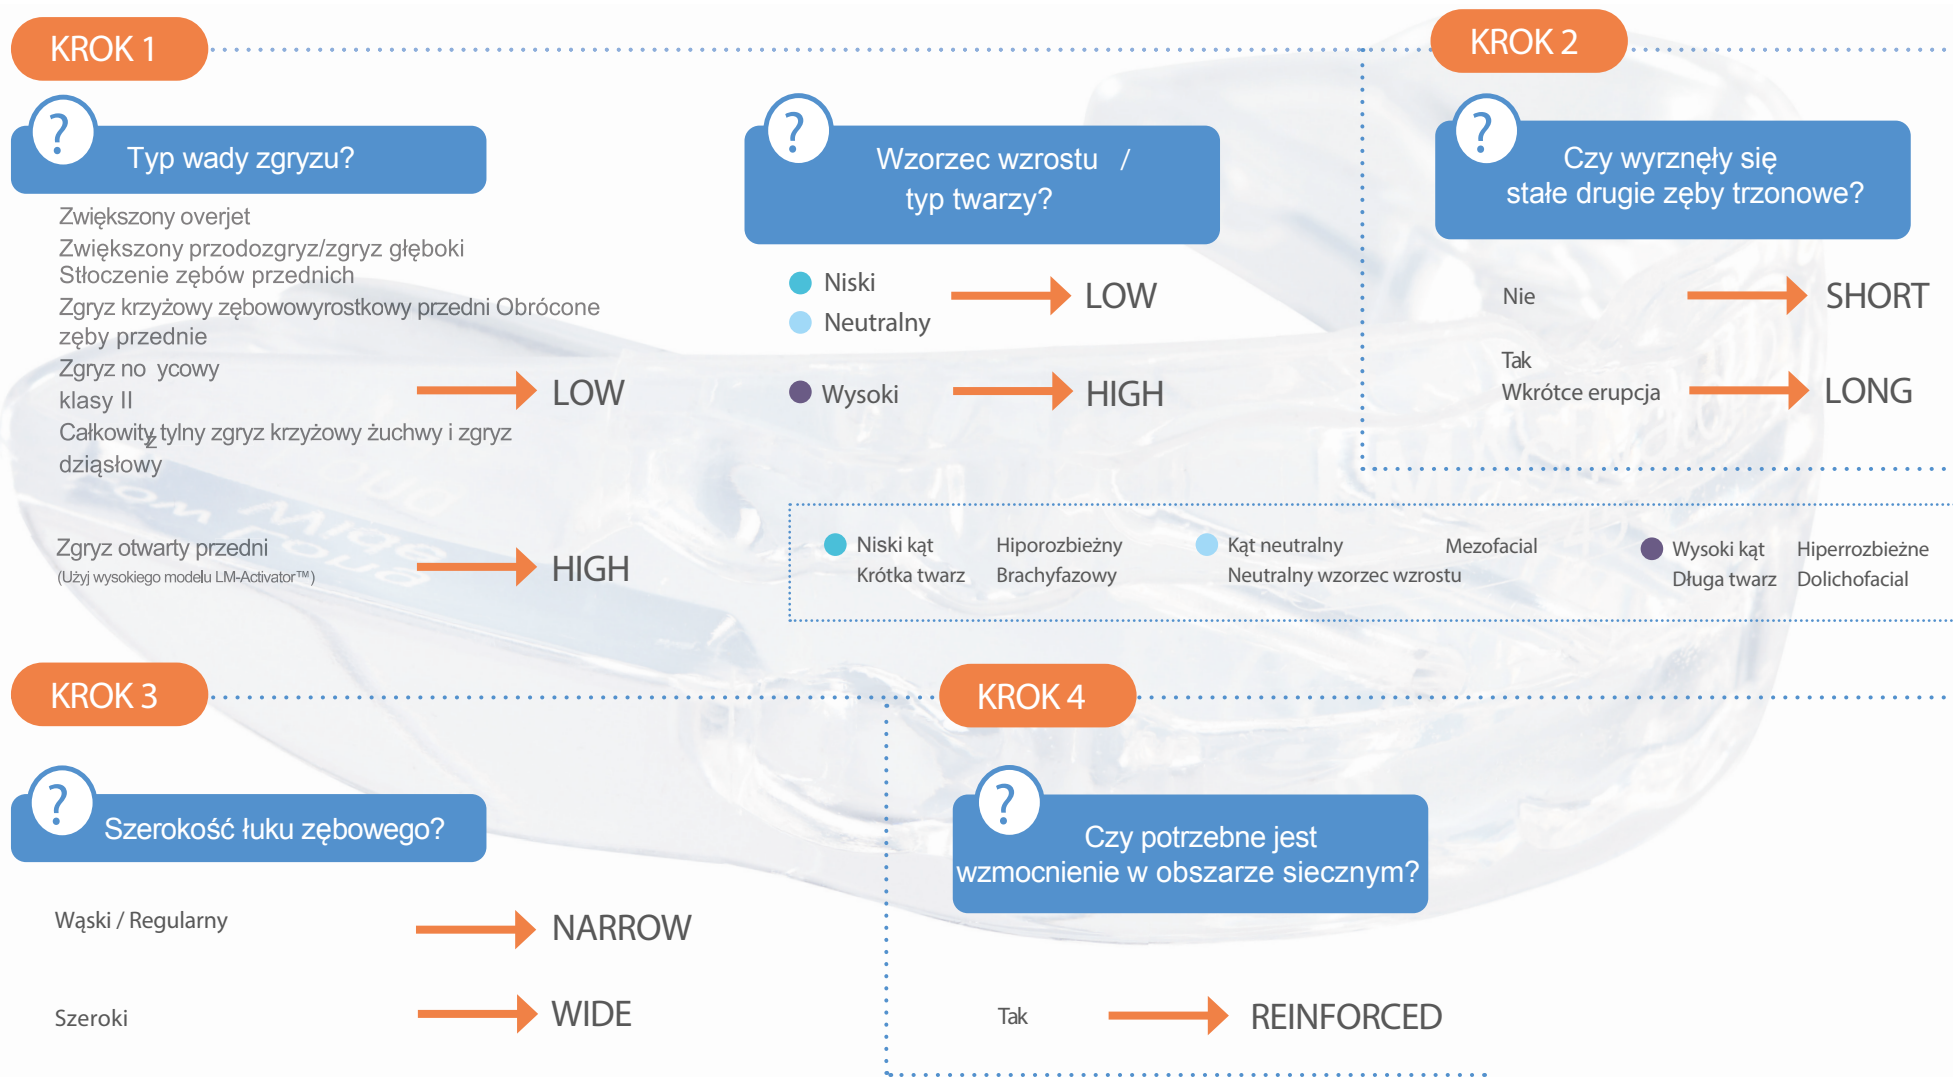 KROK 1
?
Typ wady zgryzu?
Zwiększony overjet
Zwiększony przodozgryz/zgryz głęboki
Stłoczenie zębów przednich
Zgryz krzyżowy zębowowyrostkowy przedni Obrócone
zęby przednie
Zgryz no ycowy
klasy II
Całkowity tylny zgryz krzyżowy żuchwy i zgryz
z
dziąsłowy
LOW
Zgryz otwarty przedni
(Użyj wysokiego modelu LM-Activator™)
HIGH
?
Wzorzec wzrostu /
typ twarzy?
Niski
Neutralny
LOW
Wysoki
HIGH
KROK 2
?
Czy wyrznęły się
stałe drugie zęby trzonowe?
Nie
SHORT
Tak
Wkrótce erupcja
LONG
Niski kąt
Krótka twarz
Hiporozbieżny
Brachyfazowy
Kąt neutralny
Mezofacial
Neutralny wzorzec wzrostu
Wysoki kąt
Długa twarz
Hiperrozbieżne
Dolichofacial
KROK 3
?
Szerokość łuku zębowego?
Wąski / Regularny
NARROW
Szeroki
WIDE
KROK 4
?
Czy potrzebne jest
wzmocnienie w obszarze siecznym?
Tak
REINFORCED
Wide